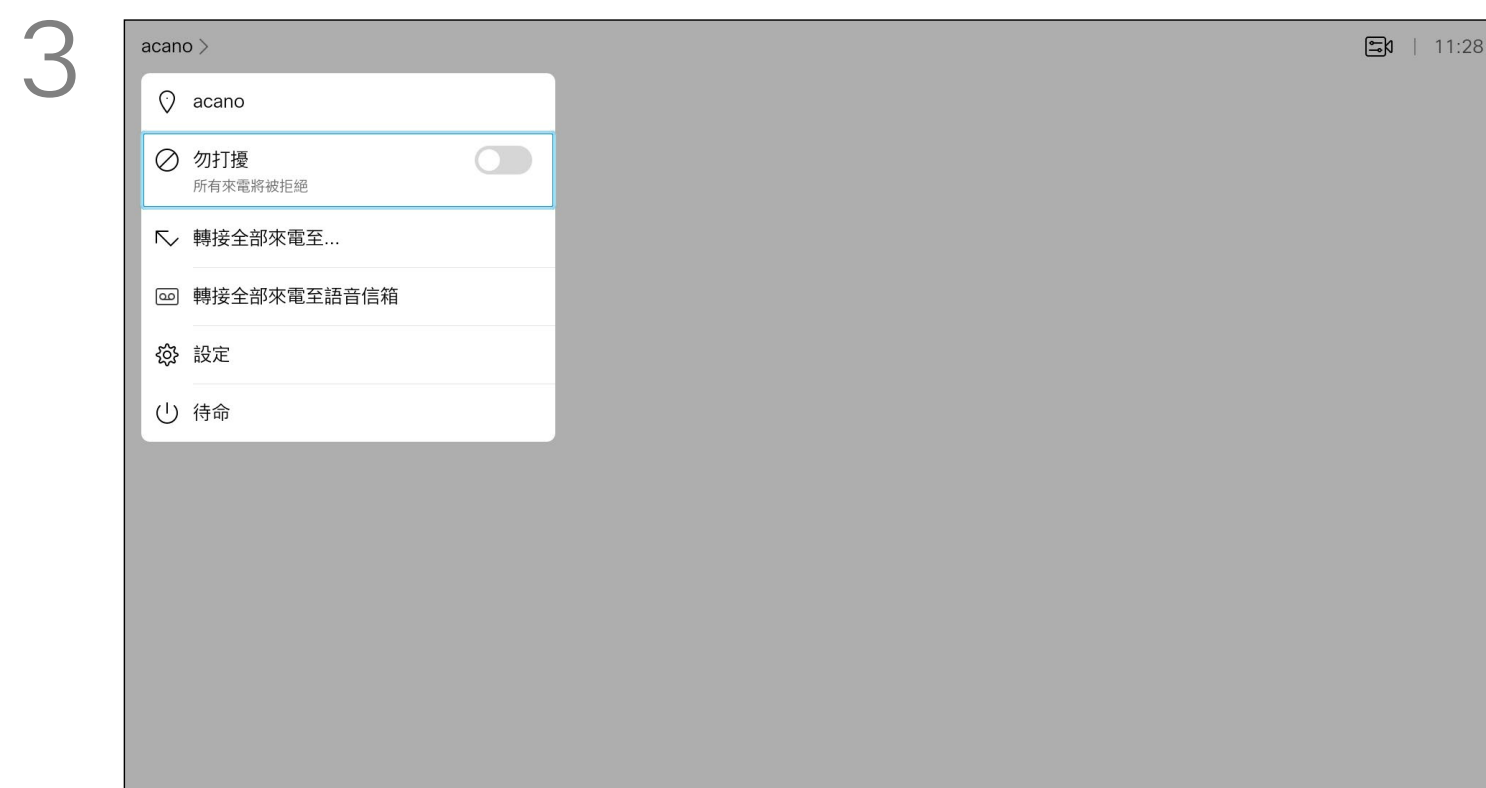 3
acano >
11:28
acano
勿打擾
所有來電將被拒絕
轉接全部來電至...
轉接全部來電至語音信箱
設定
待命